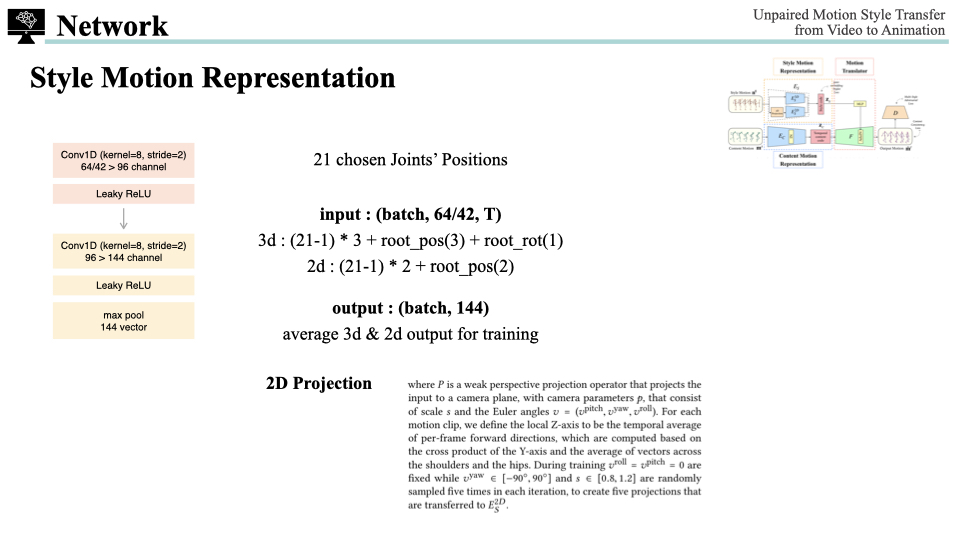 Network
Unpaired Motion Style Transfer
from Video to Animation
Style Motion Representation
Style Motion
Representation
Motion
Translator
Content Motion
Representation
Conv1D (kernel=8, stride=2)
64/42 > 96 channel
Leaky ReLU
Conv1D (kernel=8, stride=2)
96 > 144 channel
Leaky ReLU
max pool
144 vector
21 chosen Joints’ Positions
input : (batch, 64/42, T)
3d : (21-1) * 3 + root_pos(3) + root_rot(1)
2d : (21-1) * 2 + root_pos(2)
output : (batch, 144)
average 3d & 2d output for training
2D Projection
where P is a weak perspective projection operator that projects the
input to a camera plane, with camera parameters p, that consist
of scale s and the Euler angles υ = (υ^pitch, υ^yaw, υ^roll). For each
motion clip, we define the local Z-axis to be the temporal average
of per-frame forward directions, which are computed based on
the cross product of the Y-axis and the average of vectors across
the shoulders and the hips. During training υ^roll = υ^pitch = 0 are
fixed while υ^yaw ∈ [−90°, 90°] and s ∈ [0.8, 1.2] are randomly
sampled five times in each iteration, to create five projections that
are transferred to E_S^2D.